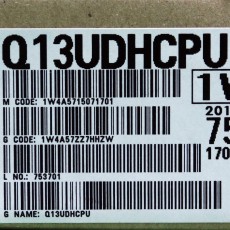 Q13UDHCPU
1V
M CODE: 1W4A5715071701
201
G CODE: 1W4A57ZZ7HHZW
75
170
L NO.: 753701
G NAME: Q13UDHCPU